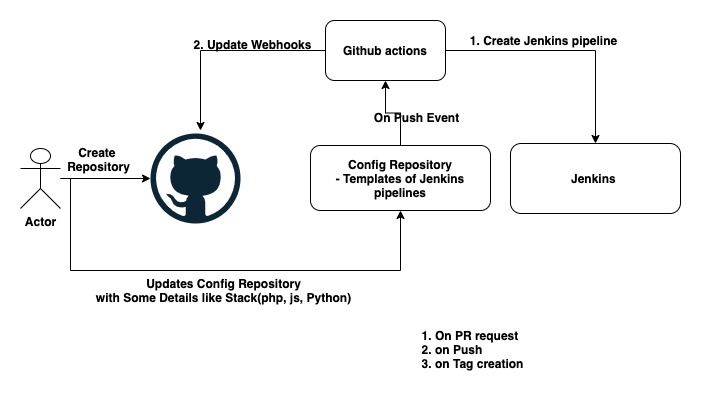 2. Update Webhooks
Github actions
1. Create Jenkins pipeline
On Push Event
Create
Repository
Config Repository
- Templates of Jenkins
pipelines
Jenkins
Actor
Updates Config Repository
with Some Details like Stack(php, js, Python)
1. On PR request
2. on Push
3. on Tag creation